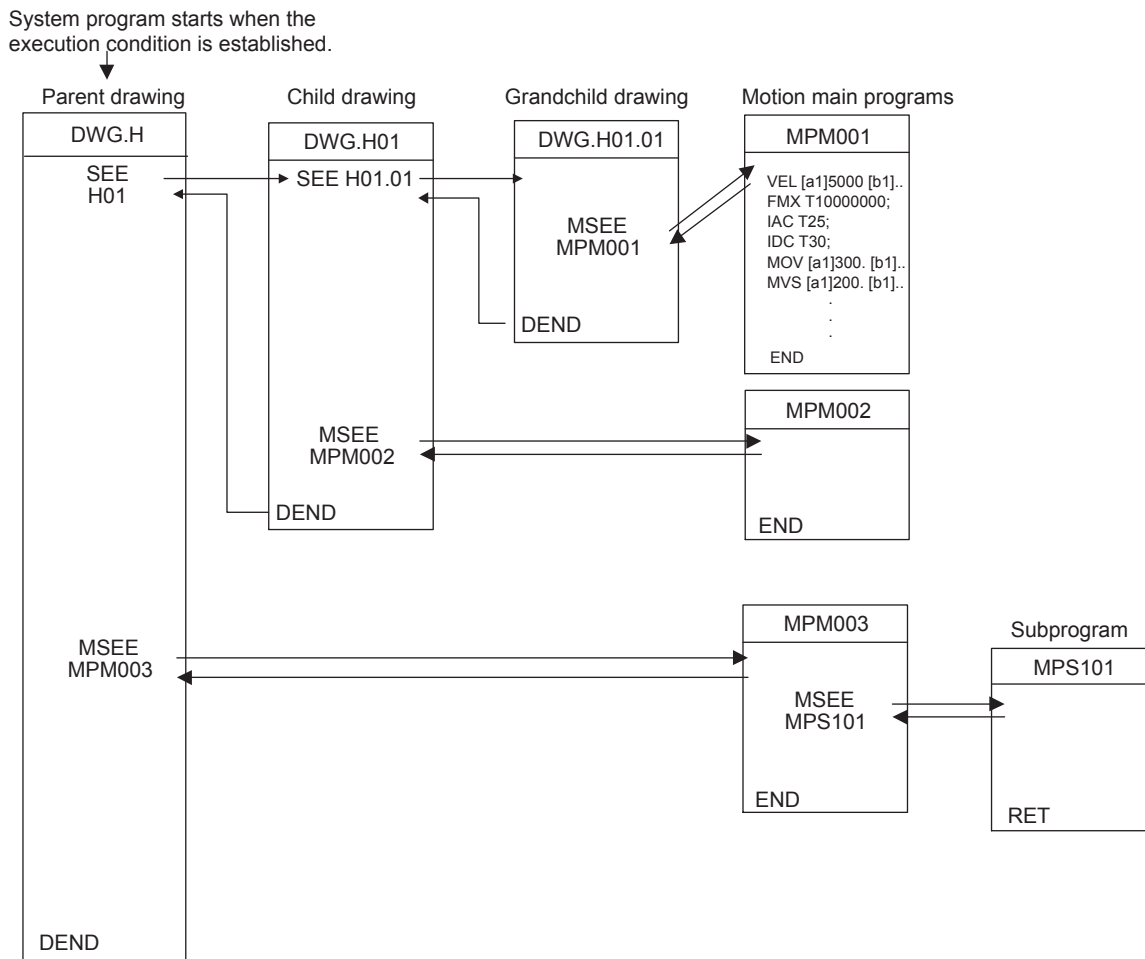 System program starts when the
execution condition is established.
Parent drawing
Child drawing
Grandchild drawing
Motion main programs
DWG.H
SEE
H01
DEND
DWG.H01
SEE H01.01
MSEE
MPM002
DEND
DWG.H01.01
MSEE
MPM001
DEND
MPM001
VEL [a1]5000 [b1]..
FMX T10000000;
IAC T25;
IDC T30;
MOV [a1]300. [b1]..
MVS [a1]200. [b1]..
.
.
.
END
MPM002
END
MSEE
MPM003
MPM003
MSEE
MPS101
END
Subprogram
MPS101
RET